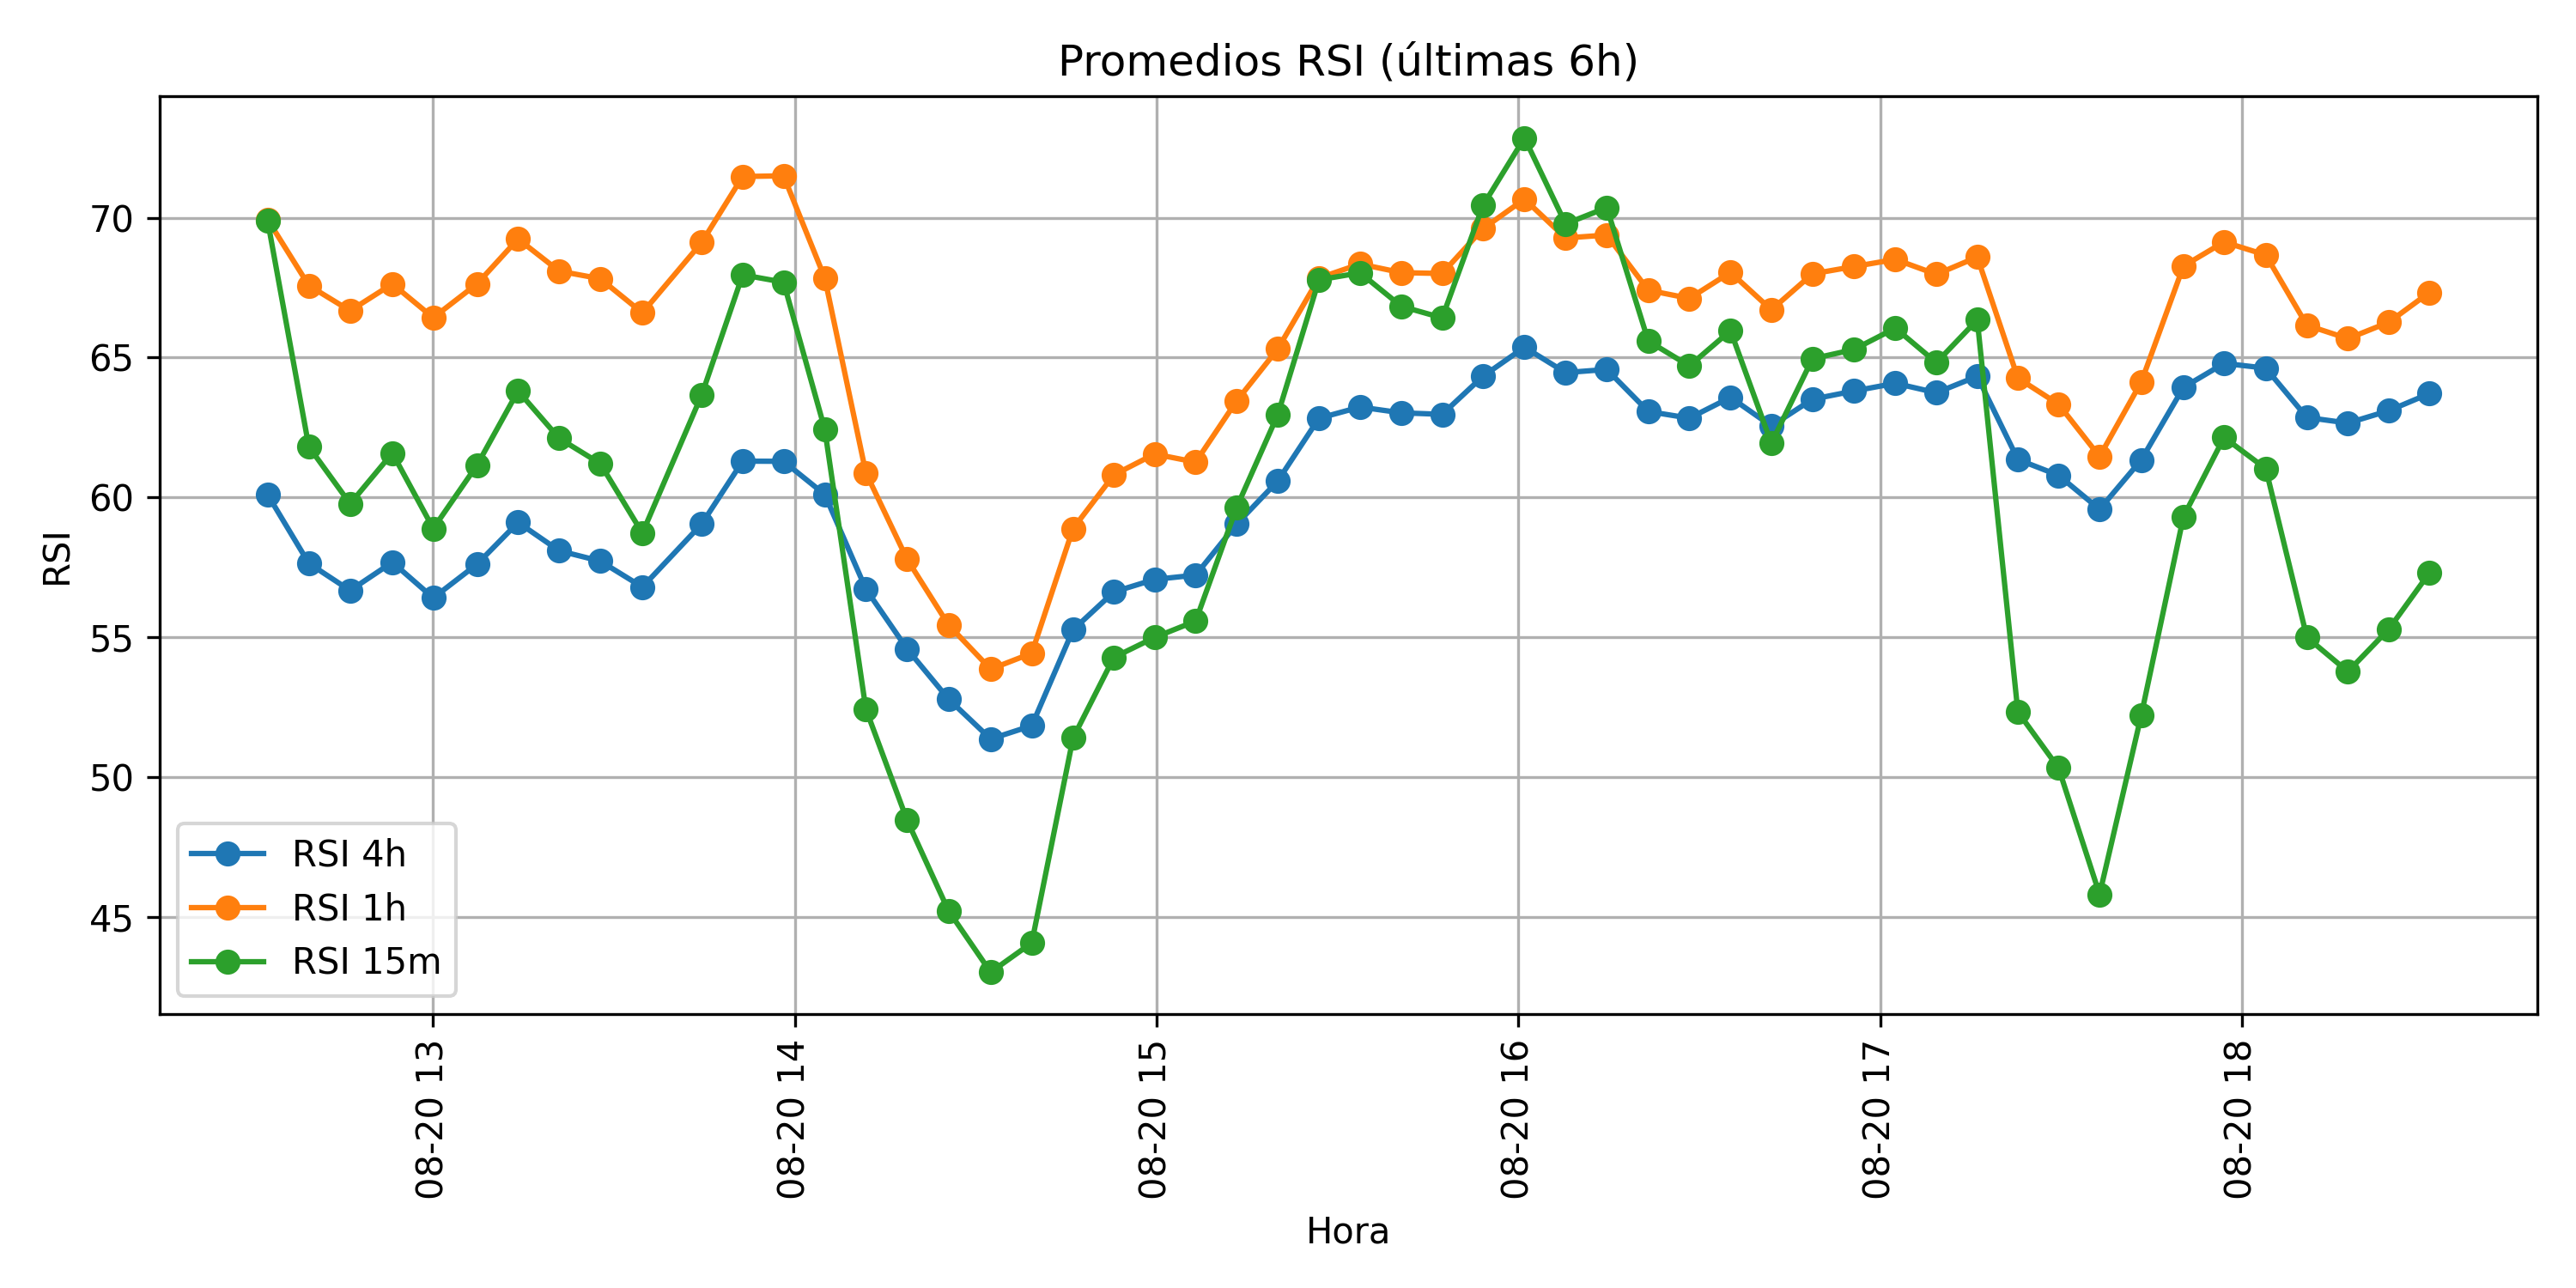 Promedios RSI (últimas 6h)
RSI
70
65
60
55
50
45
RSI 4h
RSI 1h
RSI 15m
08-20 13
08-20 14
08-20 15
08-20 16
08-20 17
08-20 18
Hora